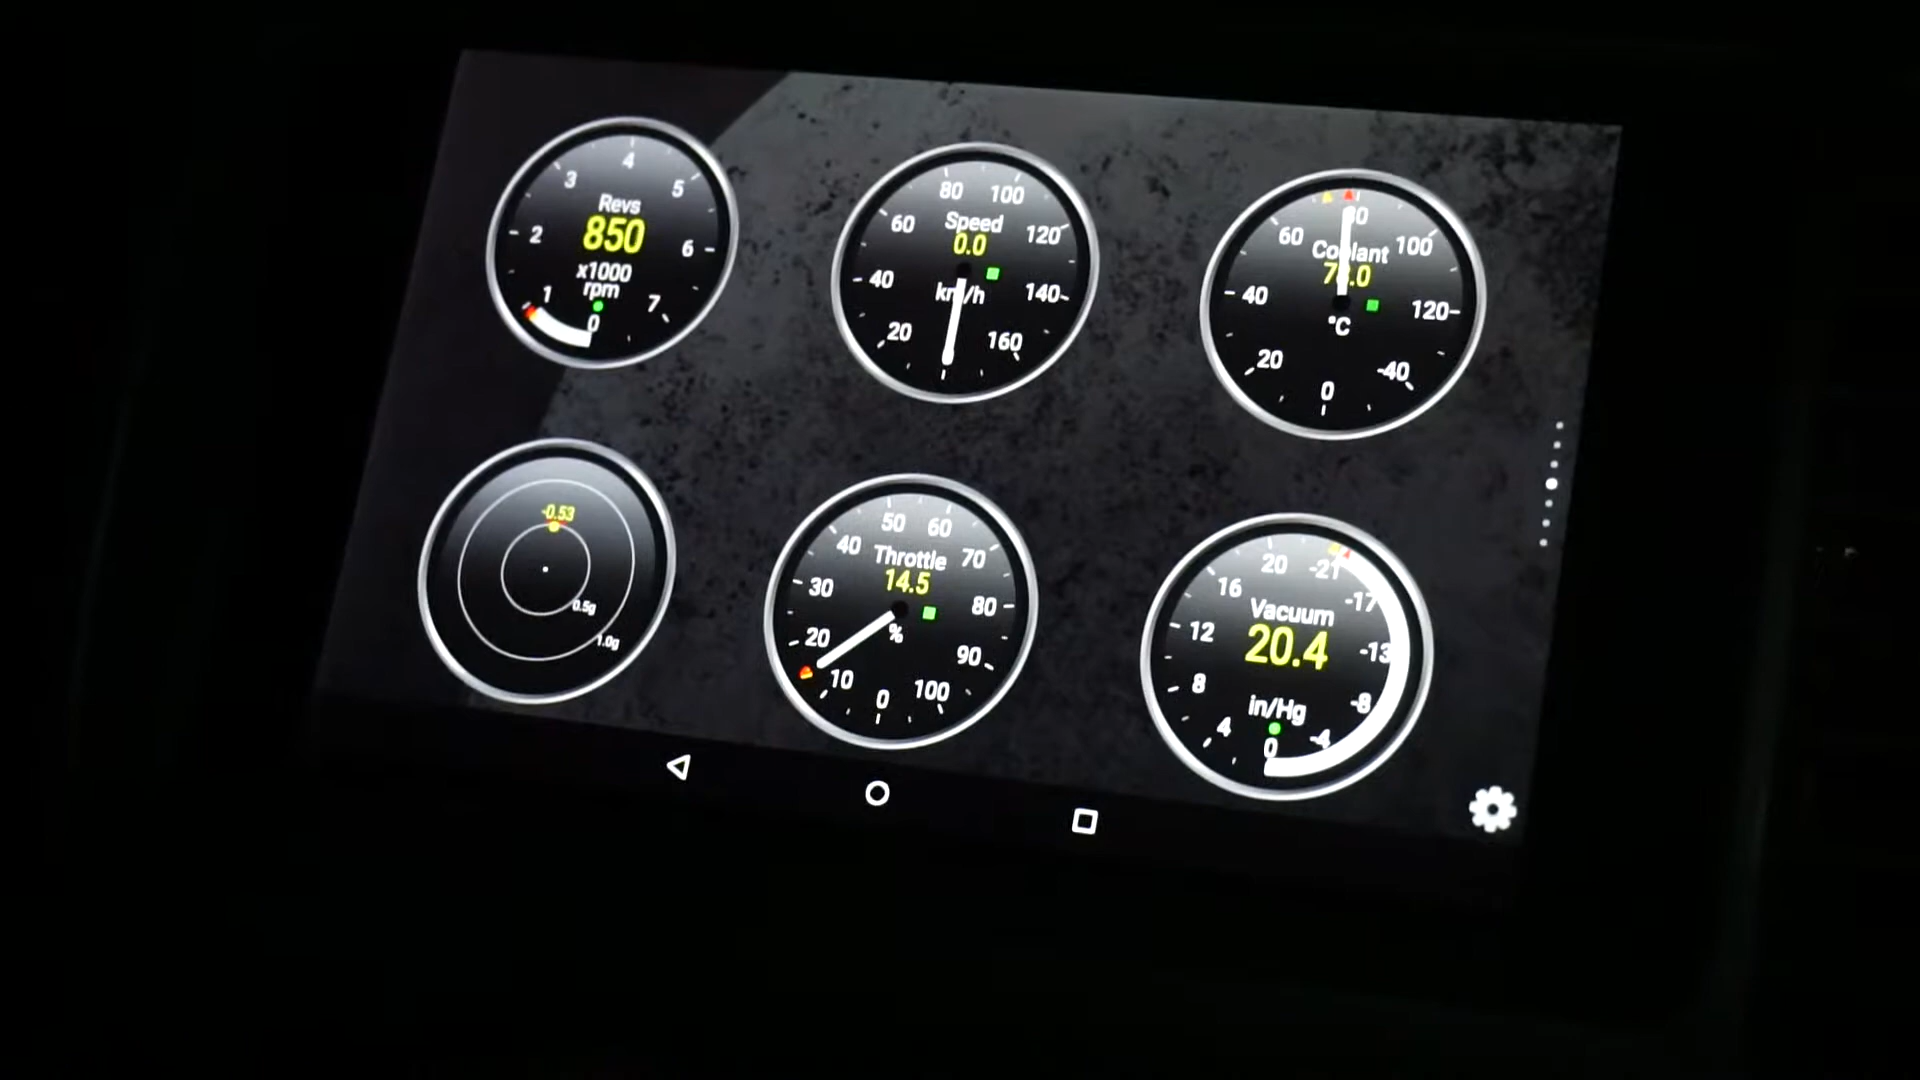 4
3 5
Revs
850
2 6
x1000
rpm
1 7
0
80 100
60 Speed 120
0.0
40 km/h 140
20 160
80
60 Coolant 100
40 120
°C
20 -40
0
-0.53
0.5g
1.0g
50 60
40 Throttle 70
14.5
30 80
%
20 90
10 0 100
20 -21
16 -17
Vacuum
12 20.4 -13
8 in/Hg -8
4 0 -4